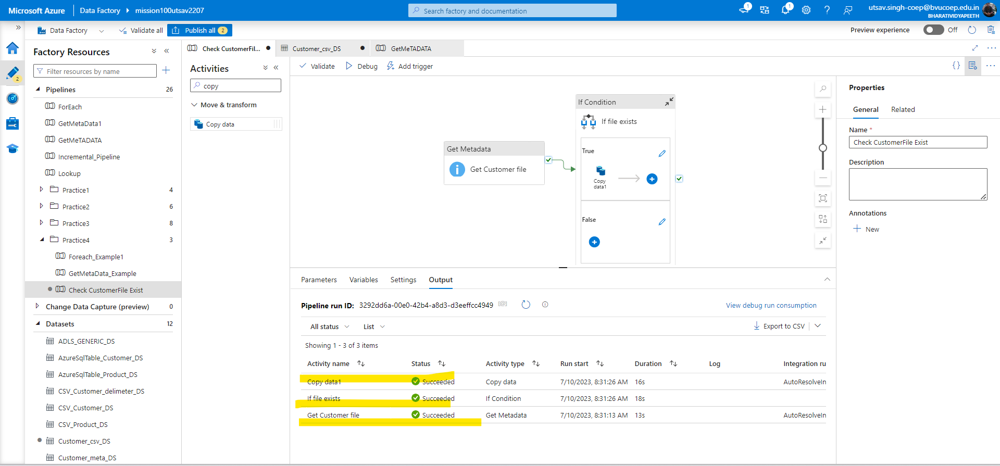 Microsoft Azure Data Factory mission100utsav2207
Search factory and documentation
1
1
utsav.singh-coep@bvucoep.edu.in
BHARATIVIDYAPEETH
Data Factory
Validate all
Publish all 2
Preview experience
Off
2
Factory Resources
Filter resources by name
Pipelines 26
ForEach
GetMetaData1
GetMeTADATA
Incremental_Pipeline
Lookup
Practice1 4
Practice2 6
Practice3 8
Practice4 3
Foreach_Example1
GetMetaData_Example
Check CustomerFile Exist
Change Data Capture (preview) 0
Datasets 12
ADLS_GENERIC_DS
AzureSqlTable_Customer_DS
AzureSqlTable_Product_DS
CSV_Customer_delimeter_DS
CSV_Customer_DS
CSV_Product_DS
Customer_csv_DS
Customer_meta_DS
Check CustomerFil...
Customer_csv_DS
GetMeTADATA
Activities
copy
Move & transform
Copy data
Validate Debug Add trigger
{}
Get Metadata
Get Customer file
If Condition
If file exists
True
Copy
data1
False
Parameters Variables Settings Output
Pipeline run ID: 3292dd6a-00e0-42b4-a8d3-d3eeffcc4949 [@]
View debug run consumption
All status List
Export to CSV
Showing 1 - 3 of 3 items
Activity name Status Activity type Run start Duration Log Integration ru
Copy data1 Succeeded Copy data 7/10/2023, 8:31:26 AM 16s AutoResolveIn
If file exists Succeeded If Condition 7/10/2023, 8:31:26 AM 18s
Get Customer file Succeeded Get Metadata 7/10/2023, 8:31:13 AM 13s AutoResolveIn
Properties
General Related
Name *
Check CustomerFile Exist
Description
Annotations
New